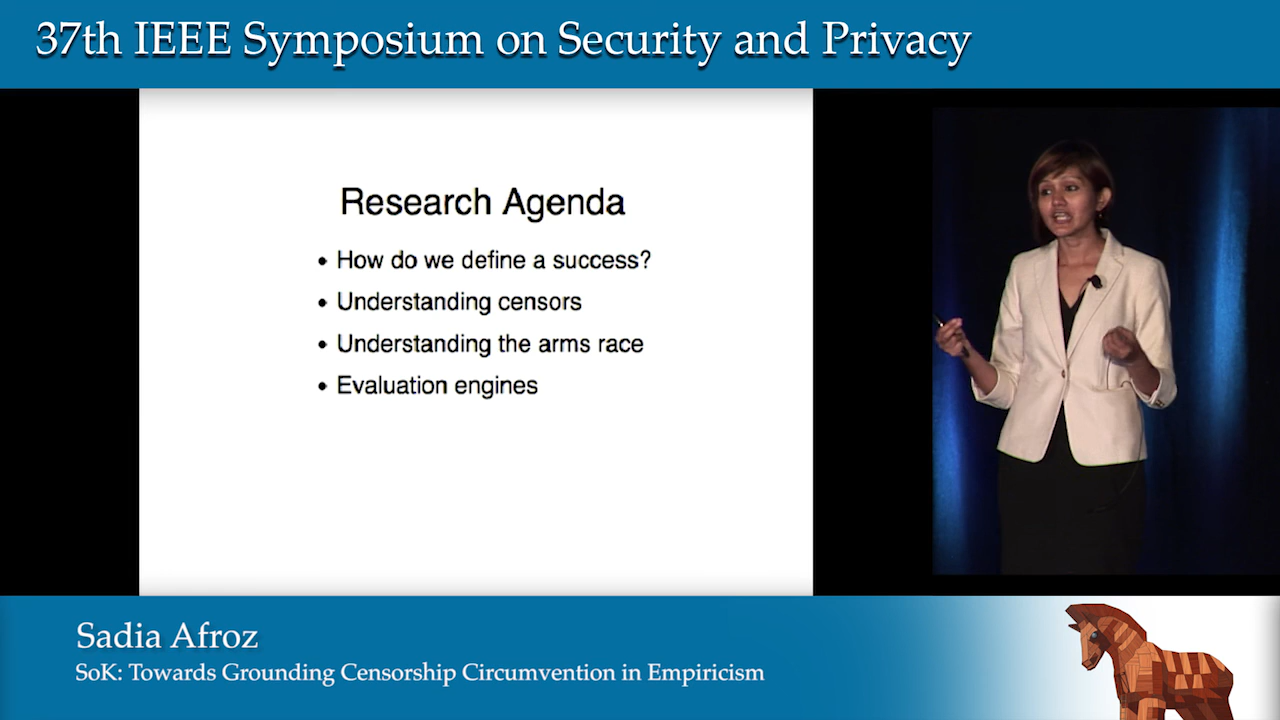 37th IEEE Symposium on Security and Privacy
Research Agenda
• How do we define a success?
• Understanding censors
• Understanding the arms race
• Evaluation engines
Sadia Afroz
SoK: Towards Grounding Censorship Circumvention in Empiricism